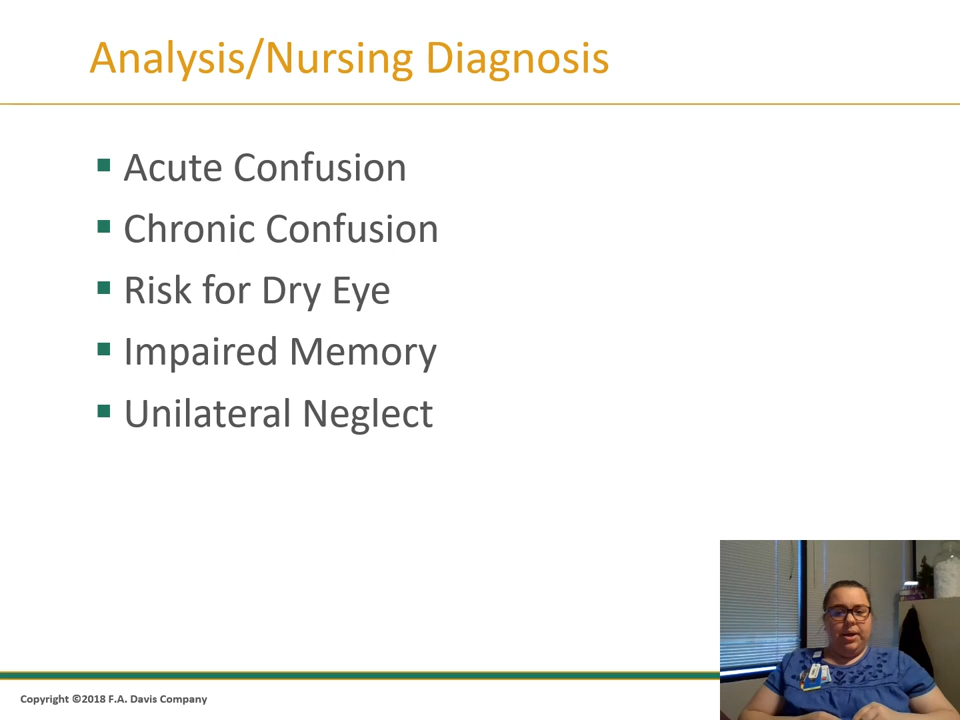 Analysis/Nursing Diagnosis
Acute Confusion
Chronic Confusion
Risk for Dry Eye
Impaired Memory
Unilateral Neglect
Copyright ©2018 F.A. Davis Company